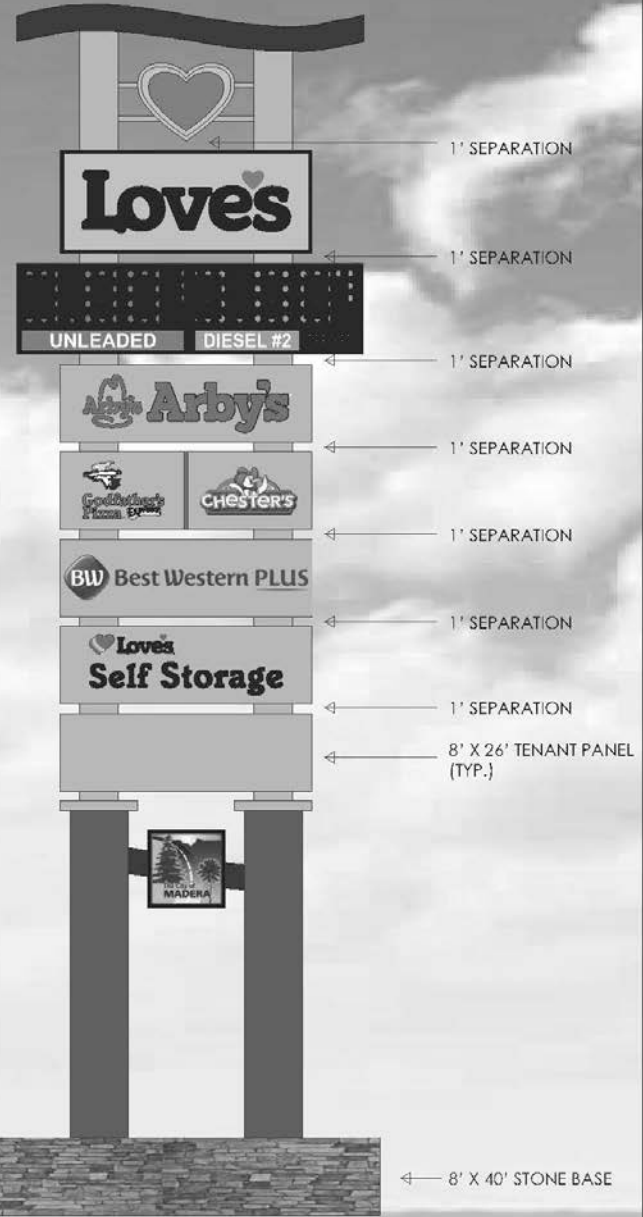 1' SEPARATION
Love's
1' SEPARATION
UNLEADED DIESEL #2
1' SEPARATION
Arby's Arby's
1' SEPARATION
Godfather's
Pizza Express
CHESTER'S
1' SEPARATION
BW Best Western PLUS
1' SEPARATION
Love's
Self Storage
1' SEPARATION
8' X 26' TENANT PANEL
(TYP.)
The City of
MADERA
8' X 40' STONE BASE